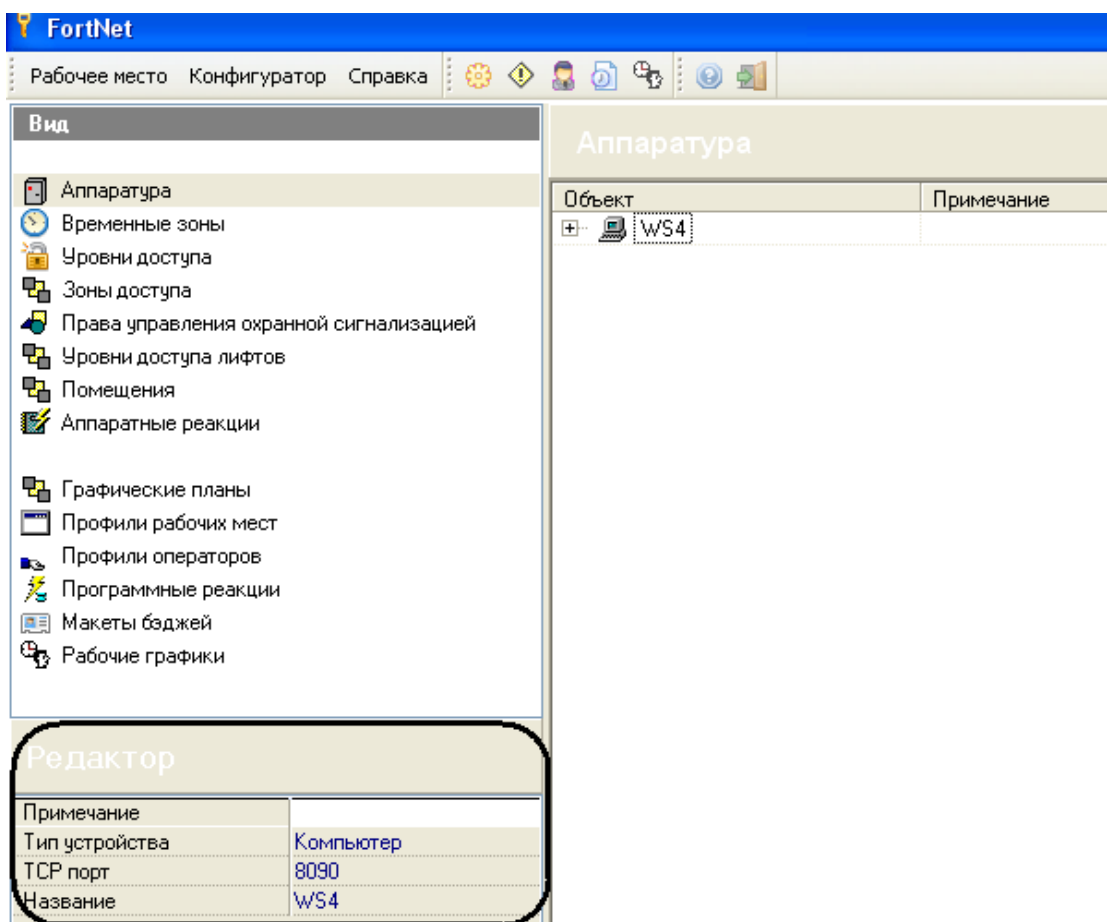 FortNet
Рабочее место Конфигуратор Справка
Вид
Аппаратура
Временные зоны
Уровни доступа
Зоны доступа
Права управления охранной сигнализацией
Уровни доступа лифтов
Помещения
Аппаратные реакции
Графические планы
Профили рабочих мест
Профили операторов
Программные реакции
Макеты бэджей
Рабочие графики
Редактор
Примечание
Тип устройства Компьютер
TCP порт 8090
Название WS4
Аппаратура
Объект Примечание
WS4